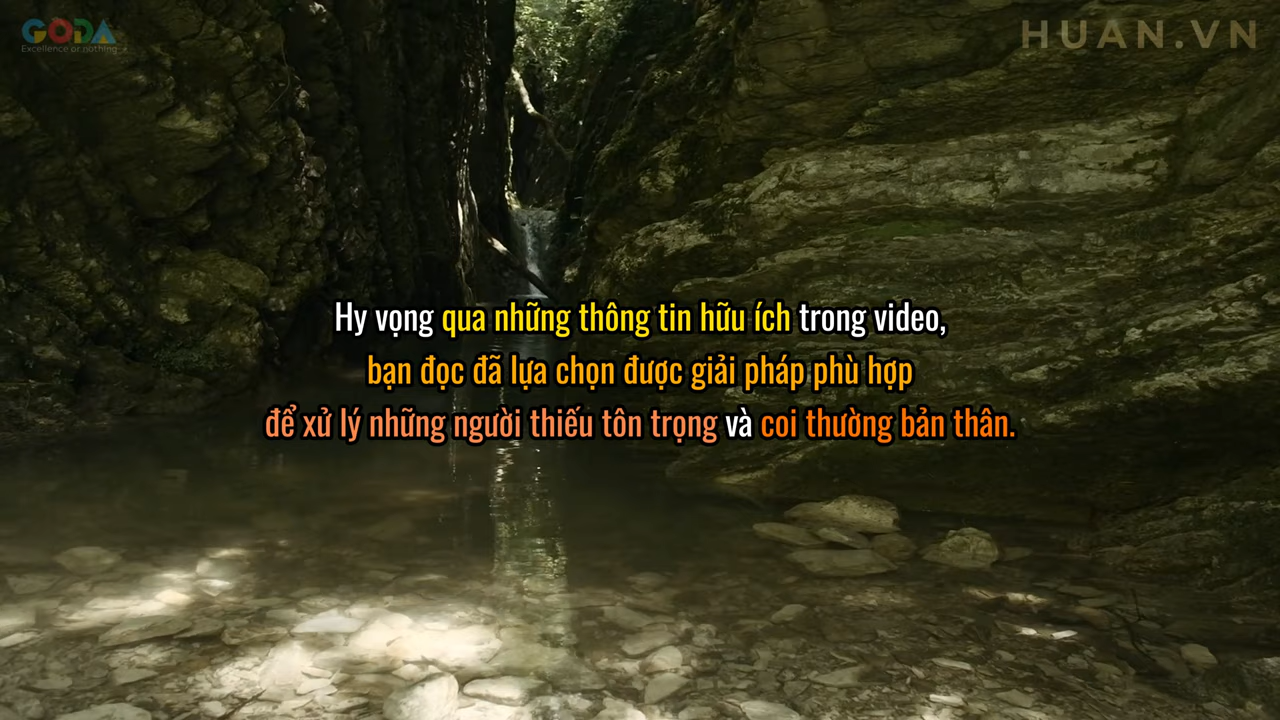 GODA
Excellence or nothing
HUAN.VN
Hy vọng qua những thông tin hữu ích trong video,
bạn đọc đã lựa chọn được giải pháp phù hợp
để xử lý những người thiếu tôn trọng và coi thường bản thân.